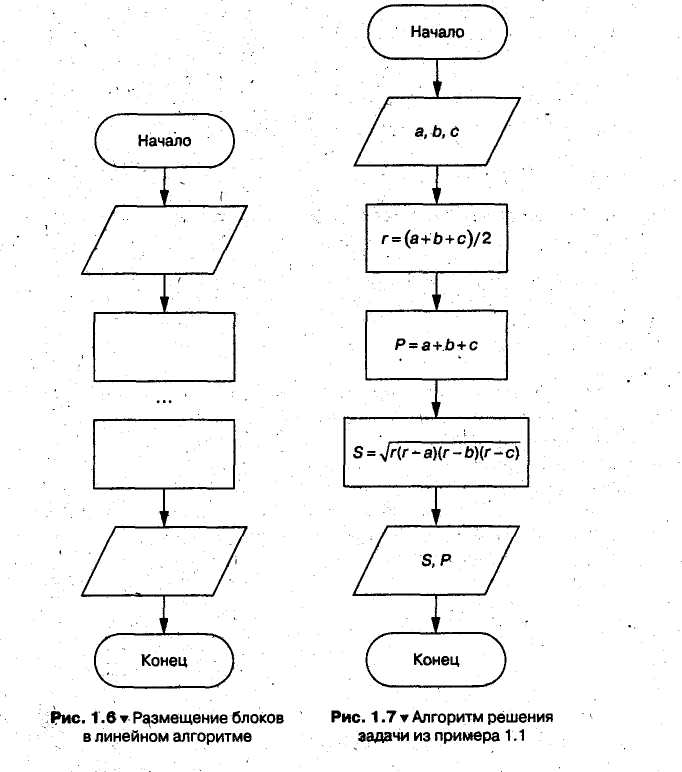 Начало
...
Конец
Рис. 1.6 ▼ Размещение блоков
в линейном алгоритме
Начало
a, b, c
r = (a+b+c)/2
P = a+b+c
S = √r(r−a)(r−b)(r−c)
S, P
Конец
Рис. 1.7 ▼ Алгоритм решения
задачи из примера 1.1